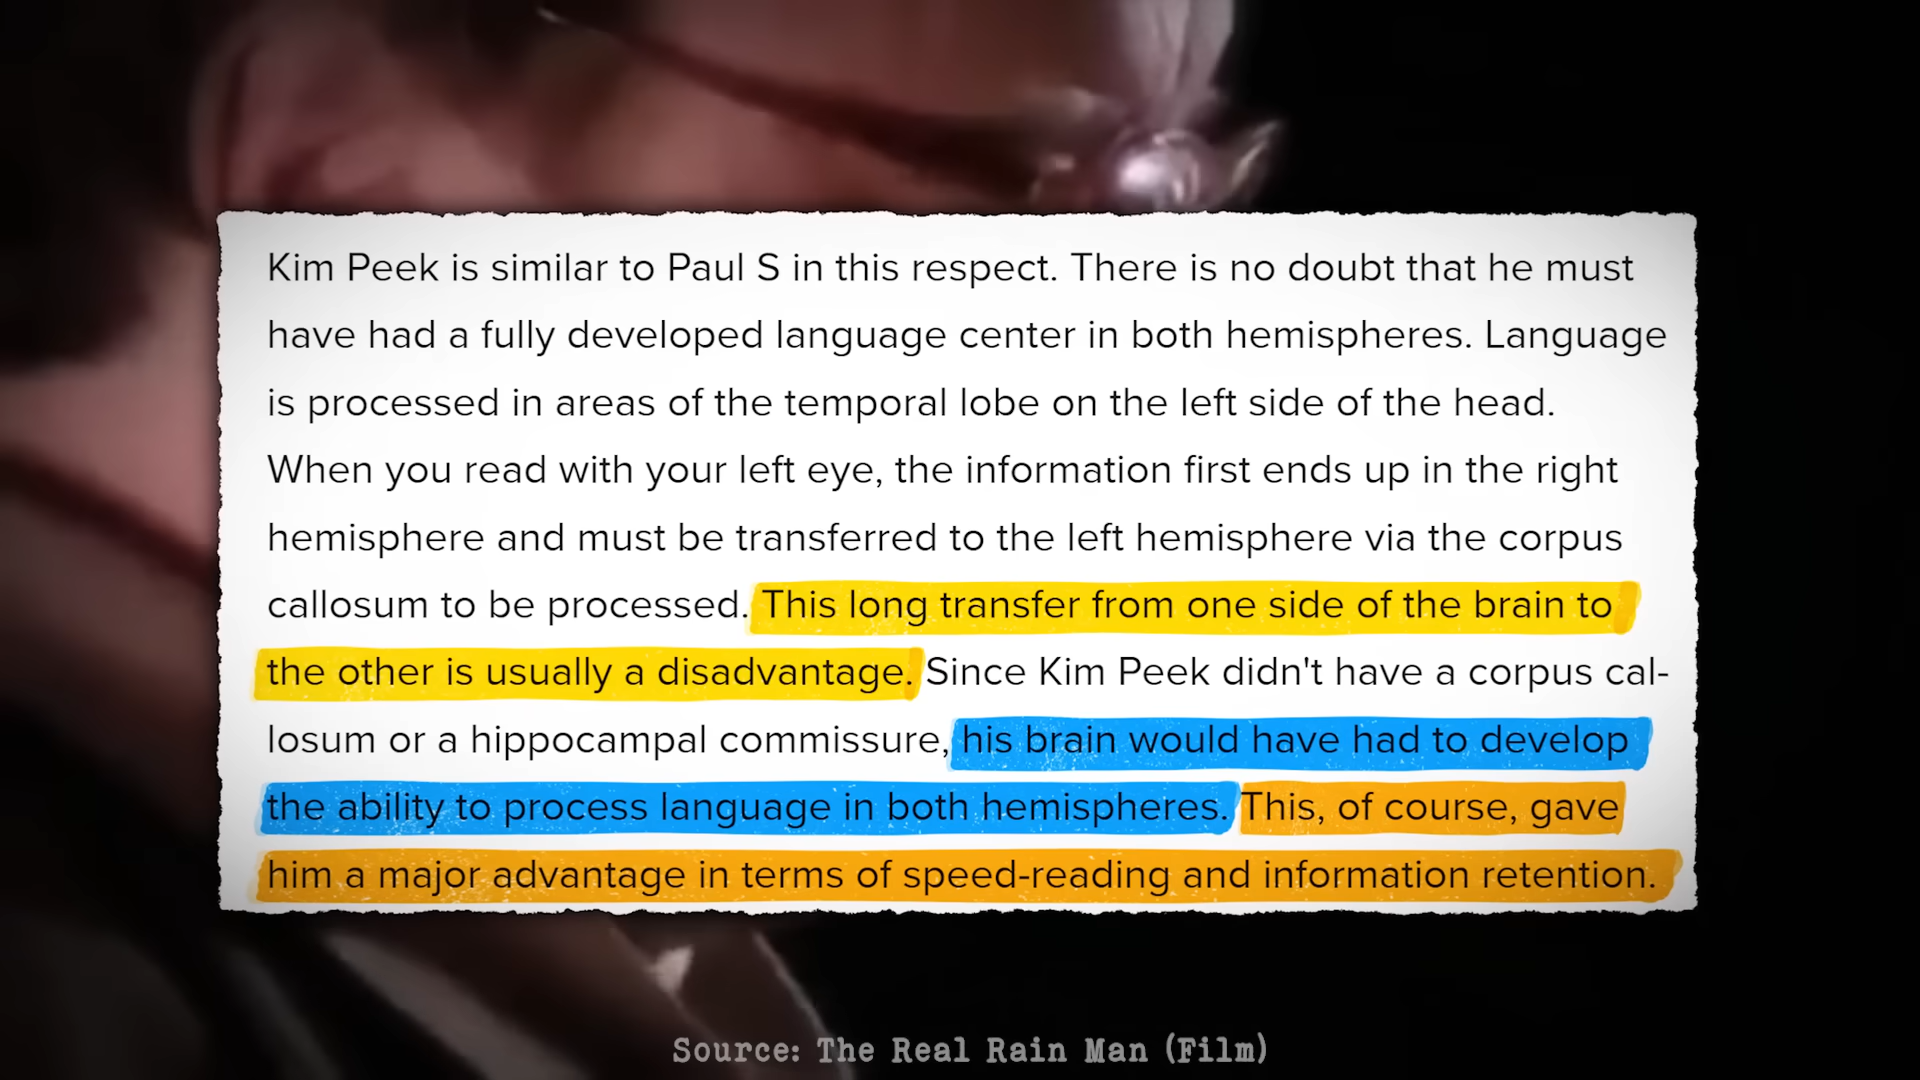 Kim Peek is similar to Paul S in this respect. There is no doubt that he must
have had a fully developed language center in both hemispheres. Language
is processed in areas of the temporal lobe on the left side of the head.
When you read with your left eye, the information first ends up in the right
hemisphere and must be transferred to the left hemisphere via the corpus
callosum to be processed. This long transfer from one side of the brain to
the other is usually a disadvantage. Since Kim Peek didn't have a corpus cal-
losum or a hippocampal commissure, his brain would have had to develop
the ability to process language in both hemispheres. This, of course, gave
him a major advantage in terms of speed-reading and information retention.
Source: The Real Rain Man (Film)